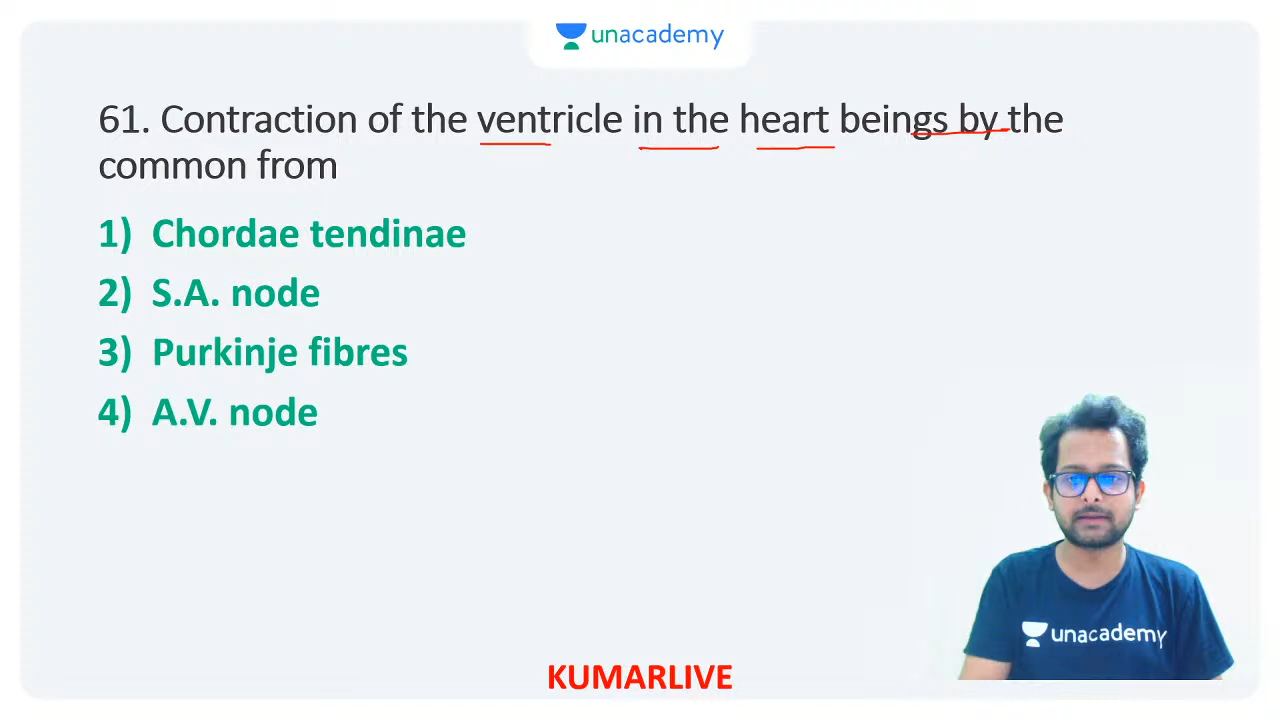 unacademy
61. Contraction of the ventricle in the heart beings by the
common from
1) Chordae tendinae
2) S.A. node
3) Purkinje fibres
4) A.V. node
unacademy
KUMARLIVE